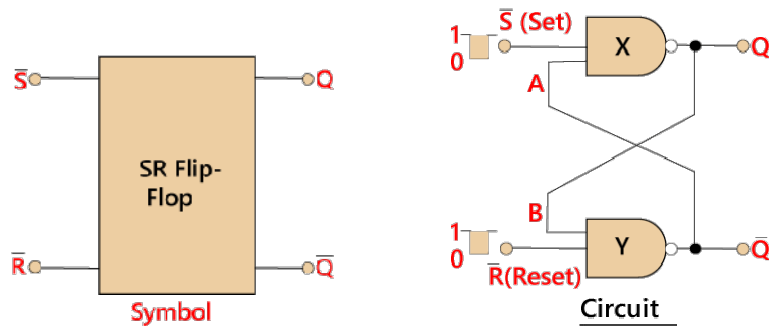 S̅
Q
SR Flip-
Flop
R̅
Q̅
Symbol
S̅ (Set)
1
0
X
Q
A
B
1
0
Y
Q̅
R̅(Reset)
Circuit